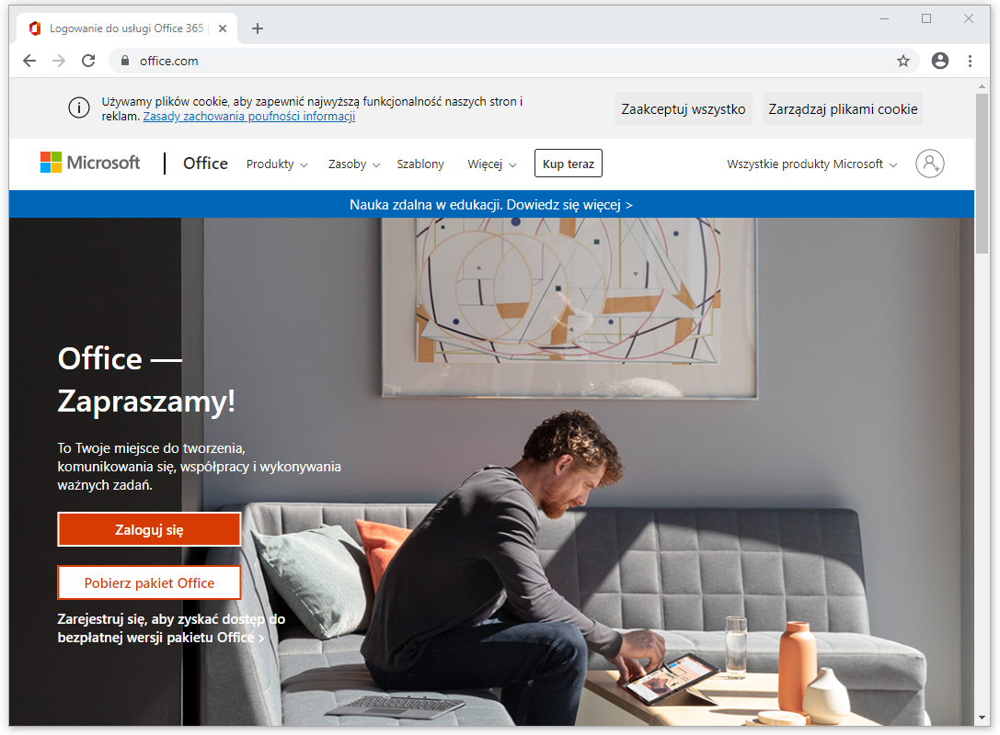 Logowanie do usługi Office 365
office.com
Używamy plików cookie, aby zapewnić najwyższą funkcjonalność naszych stron i
reklam. Zasady zachowania poufności informacji
Zaakceptuj wszystko
Zarządzaj plikami cookie
Microsoft
Office
Produkty
Zasoby
Szablony
Więcej
Kup teraz
Wszystkie produkty Microsoft
Nauka zdalna w edukacji. Dowiedz się więcej >
Office —
Zapraszamy!
To Twoje miejsce do tworzenia,
komunikowania się, współpracy i wykonywania
ważnych zadań.
Zaloguj się
Pobierz pakiet Office
Zarejestruj się, aby zyskać dostęp do
bezpłatnej wersji pakietu Office >